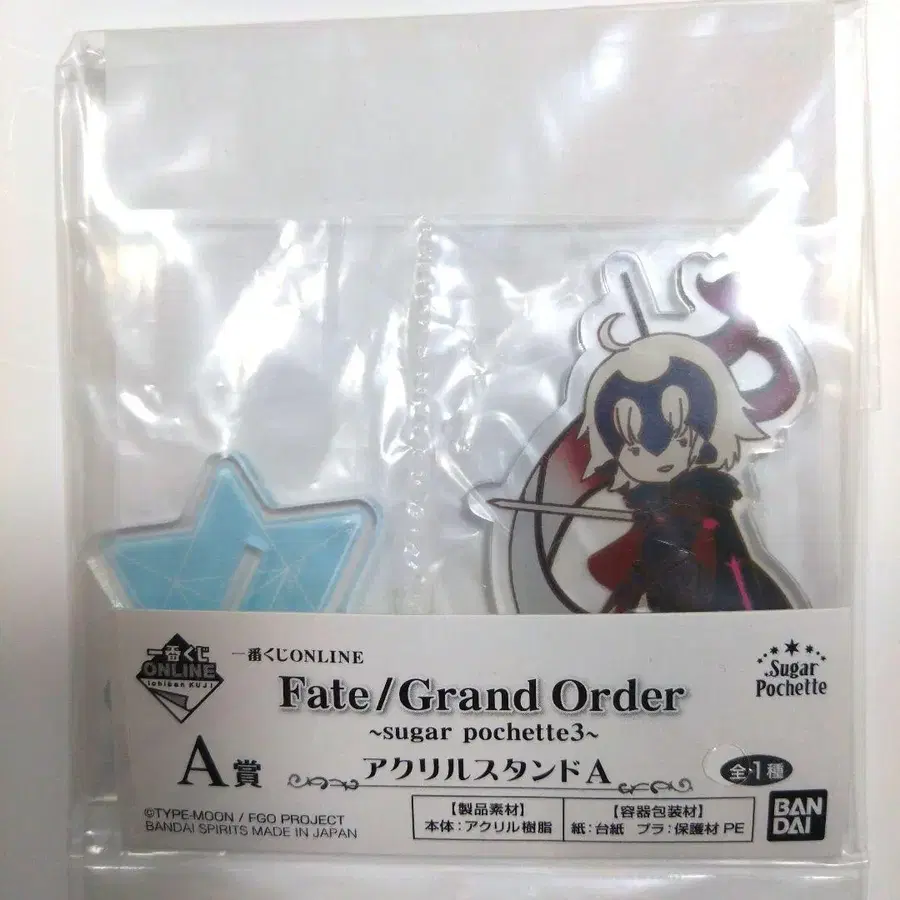 一番くじ
ONLINE
Ichiban KUJI
一番くじONLINE
Fate/Grand Order
~sugar pochette3~
Sugar
Pochette
A賞
アクリルスタンドA
全1種
©TYPE-MOON / FGO PROJECT
BANDAI SPIRITS MADE IN JAPAN
【製品素材】
本体:アクリル樹脂
【容器包装材】
紙:台紙 プラ:保護材 PE
BAN
DAI